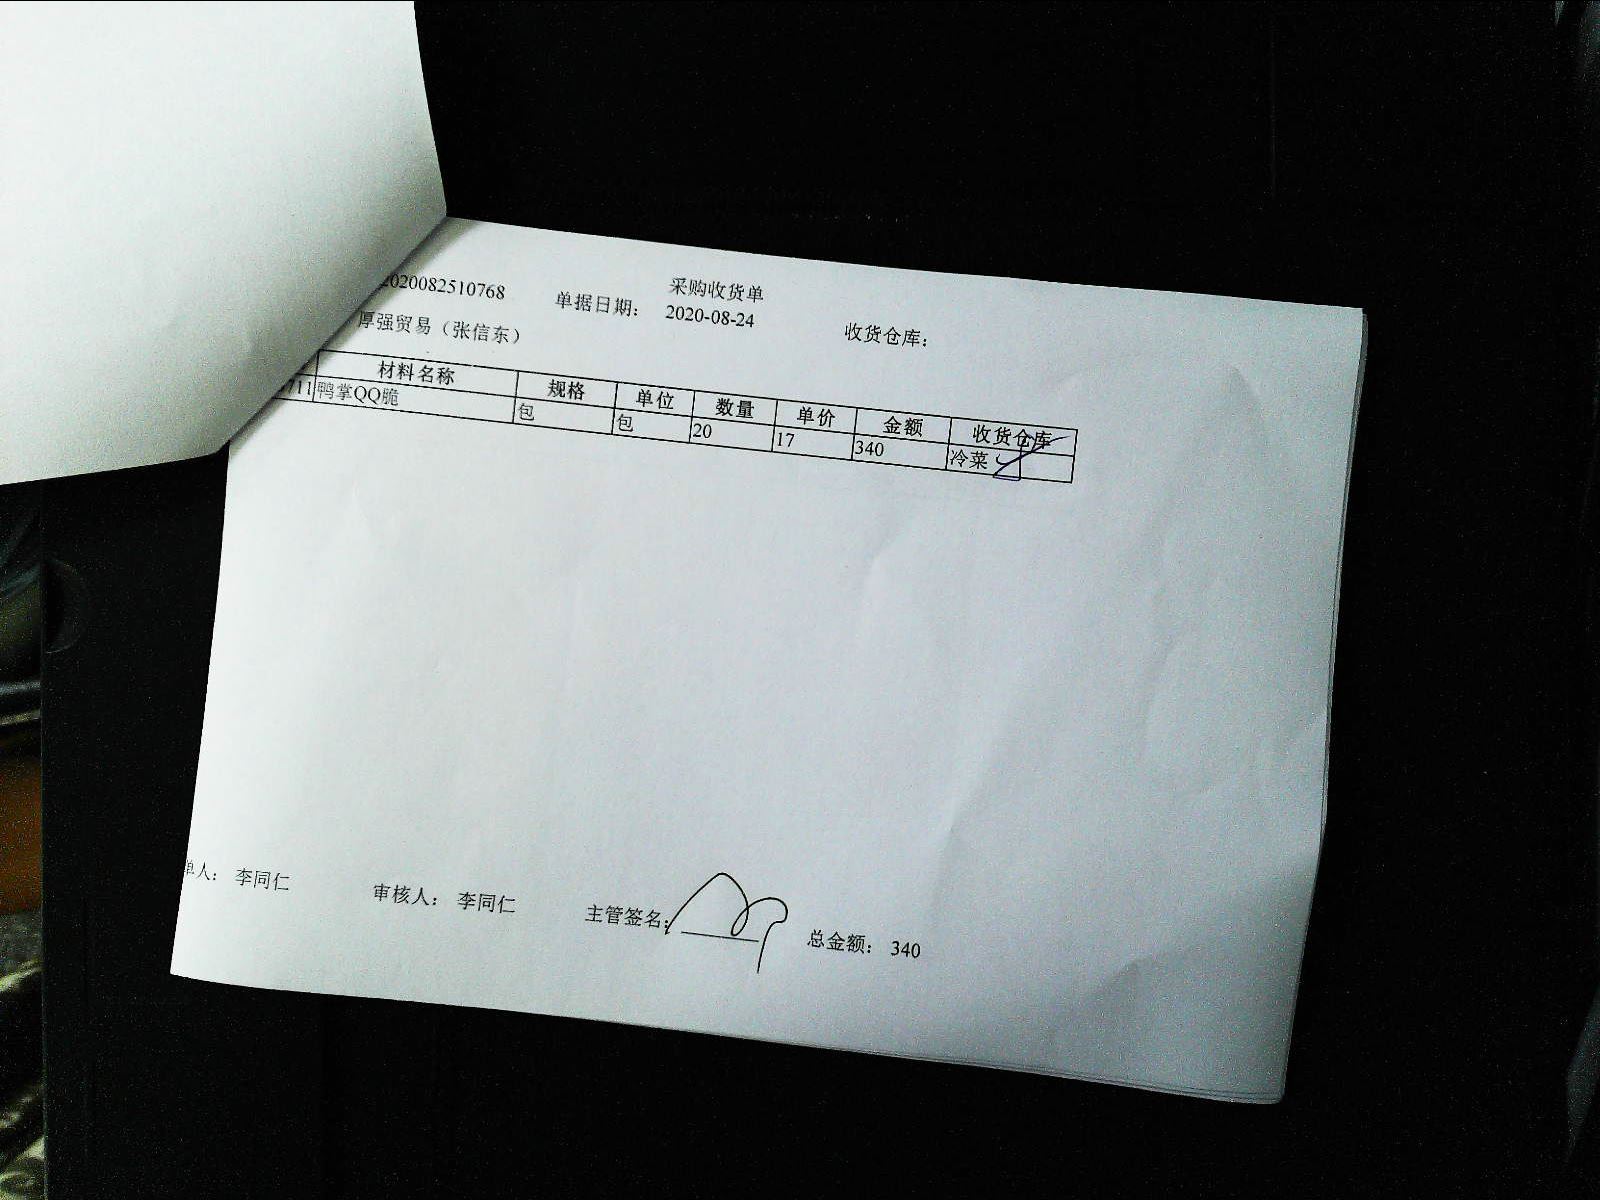 采购收货单
2020082510768 单据日期： 2020-08-24 收货仓库：
厚强贸易（张信东）
材料名称 规格 单位 数量 单价 金额 收货仓库
711 鸭掌QQ脆 包 包 20 17 340 冷菜
单人： 李同仁 审核人： 李同仁 主管签名： 总金额： 340